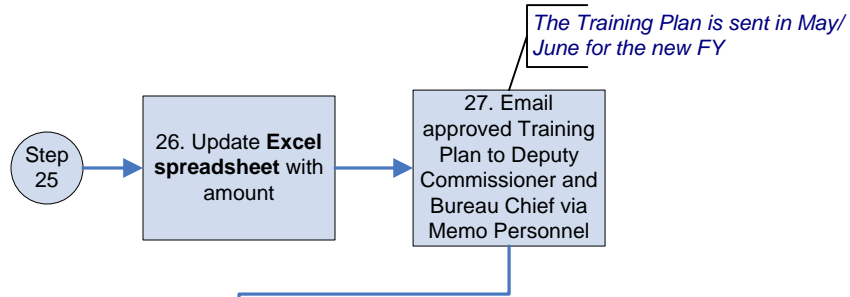 The Training Plan is sent in May/
June for the new FY
Step
25
26. Update Excel
spreadsheet with
amount
27. Email
approved Training
Plan to Deputy
Commissioner and
Bureau Chief via
Memo Personnel